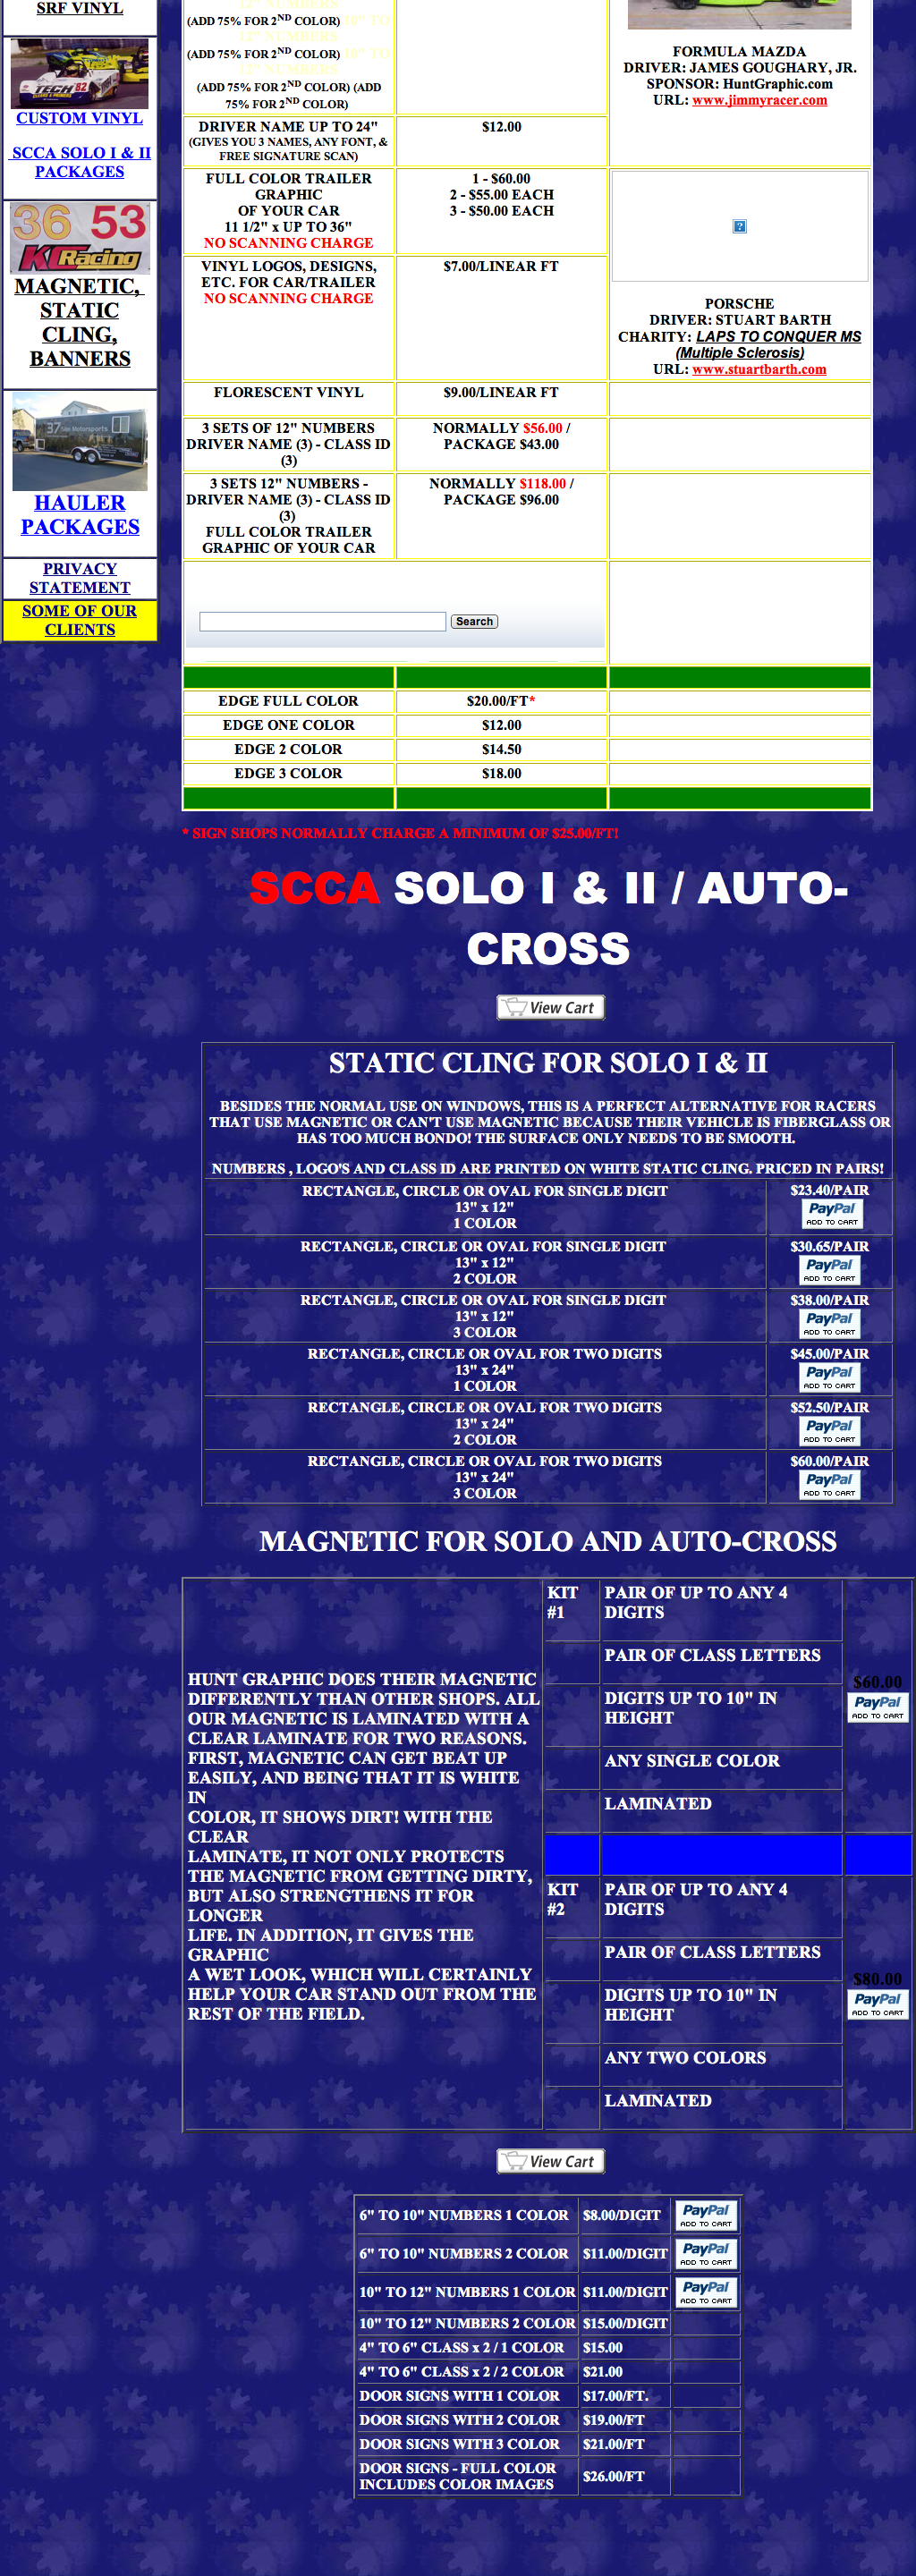 SRF VINYL
TECH
82
CUSTOM VINYL
SCCA SOLO I & II
PACKAGES
36 53
KC Racing
MAGNETIC,
STATIC
CLING,
BANNERS
37
Motorsports
HAULER
PACKAGES
PRIVACY
STATEMENT
SOME OF OUR
CLIENTS
12" NUMBERS
(ADD 75% FOR 2ND COLOR) 10" TO
12" NUMBERS
(ADD 75% FOR 2ND COLOR) 10" TO
12" NUMBERS
(ADD 75% FOR 2ND COLOR) (ADD
75% FOR 2ND COLOR)
FORMULA MAZDA
DRIVER: JAMES GOUGHARY, JR.
SPONSOR: HuntGraphic.com
URL: www.jimmyracer.com
DRIVER NAME UP TO 24"
(GIVES YOU 3 NAMES, ANY FONT, &
FREE SIGNATURE SCAN)
$12.00
FULL COLOR TRAILER
GRAPHIC
OF YOUR CAR
11 1/2" x UP TO 36"
NO SCANNING CHARGE
1 - $60.00
2 - $55.00 EACH
3 - $50.00 EACH
?
VINYL LOGOS, DESIGNS,
ETC. FOR CAR/TRAILER
NO SCANNING CHARGE
$7.00/LINEAR FT
PORSCHE
DRIVER: STUART BARTH
CHARITY: LAPS TO CONQUER MS
(Multiple Sclerosis)
URL: www.stuartbarth.com
FLORESCENT VINYL
$9.00/LINEAR FT
3 SETS OF 12" NUMBERS
DRIVER NAME (3) - CLASS ID
(3)
NORMALLY $56.00 /
PACKAGE $43.00
3 SETS 12" NUMBERS -
DRIVER NAME (3) - CLASS ID
(3)
FULL COLOR TRAILER
GRAPHIC OF YOUR CAR
NORMALLY $118.00 /
PACKAGE $96.00
Search
EDGE FULL COLOR
$20.00/FT*
EDGE ONE COLOR
$12.00
EDGE 2 COLOR
$14.50
EDGE 3 COLOR
$18.00
* SIGN SHOPS NORMALLY CHARGE A MINIMUM OF $25.00/FT!
SCCA SOLO I & II / AUTO-
CROSS
View Cart
STATIC CLING FOR SOLO I & II
BESIDES THE NORMAL USE ON WINDOWS, THIS IS A PERFECT ALTERNATIVE FOR RACERS
THAT USE MAGNETIC OR CAN'T USE MAGNETIC BECAUSE THEIR VEHICLE IS FIBERGLASS OR
HAS TOO MUCH BONDO! THE SURFACE ONLY NEEDS TO BE SMOOTH.
NUMBERS , LOGO'S AND CLASS ID ARE PRINTED ON WHITE STATIC CLING. PRICED IN PAIRS!
RECTANGLE, CIRCLE OR OVAL FOR SINGLE DIGIT
13" x 12"
1 COLOR
$23.40/PAIR
PayPal
ADD TO CART
RECTANGLE, CIRCLE OR OVAL FOR SINGLE DIGIT
13" x 12"
2 COLOR
$30.65/PAIR
PayPal
ADD TO CART
RECTANGLE, CIRCLE OR OVAL FOR SINGLE DIGIT
13" x 12"
3 COLOR
$38.00/PAIR
PayPal
ADD TO CART
RECTANGLE, CIRCLE OR OVAL FOR TWO DIGITS
13" x 24"
1 COLOR
$45.00/PAIR
PayPal
ADD TO CART
RECTANGLE, CIRCLE OR OVAL FOR TWO DIGITS
13" x 24"
2 COLOR
$52.50/PAIR
PayPal
ADD TO CART
RECTANGLE, CIRCLE OR OVAL FOR TWO DIGITS
13" x 24"
3 COLOR
$60.00/PAIR
PayPal
ADD TO CART
MAGNETIC FOR SOLO AND AUTO-CROSS
HUNT GRAPHIC DOES THEIR MAGNETIC
DIFFERENTLY THAN OTHER SHOPS. ALL
OUR MAGNETIC IS LAMINATED WITH A
CLEAR LAMINATE FOR TWO REASONS.
FIRST, MAGNETIC CAN GET BEAT UP
EASILY, AND BEING THAT IT IS WHITE
IN
COLOR, IT SHOWS DIRT! WITH THE
CLEAR
LAMINATE, IT NOT ONLY PROTECTS
THE MAGNETIC FROM GETTING DIRTY,
BUT ALSO STRENGTHENS IT FOR
LONGER
LIFE. IN ADDITION, IT GIVES THE
GRAPHIC
A WET LOOK, WHICH WILL CERTAINLY
HELP YOUR CAR STAND OUT FROM THE
REST OF THE FIELD.
KIT
#1
PAIR OF UP TO ANY 4
DIGITS
PAIR OF CLASS LETTERS
DIGITS UP TO 10" IN
HEIGHT
ANY SINGLE COLOR
LAMINATED
$60.00
PayPal
ADD TO CART
KIT
#2
PAIR OF UP TO ANY 4
DIGITS
PAIR OF CLASS LETTERS
DIGITS UP TO 10" IN
HEIGHT
ANY TWO COLORS
LAMINATED
$80.00
PayPal
ADD TO CART
View Cart
6" TO 10" NUMBERS 1 COLOR
$8.00/DIGIT
PayPal
ADD TO CART
6" TO 10" NUMBERS 2 COLOR
$11.00/DIGIT
PayPal
ADD TO CART
10" TO 12" NUMBERS 1 COLOR
$11.00/DIGIT
PayPal
ADD TO CART
10" TO 12" NUMBERS 2 COLOR
$15.00/DIGIT
4" TO 6" CLASS x 2 / 1 COLOR
$15.00
4" TO 6" CLASS x 2 / 2 COLOR
$21.00
DOOR SIGNS WITH 1 COLOR
$17.00/FT.
DOOR SIGNS WITH 2 COLOR
$19.00/FT
DOOR SIGNS WITH 3 COLOR
$21.00/FT
DOOR SIGNS - FULL COLOR
INCLUDES COLOR IMAGES
$26.00/FT